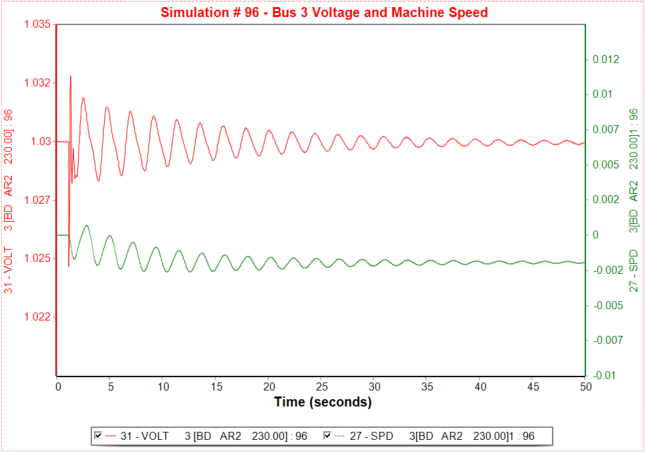 Simulation # 96 - Bus 3 Voltage and Machine Speed
1.035
1.032
1.03
1.027
1.025
1.022
31 - VOLT 3 [BD AR2 230.00] : 96
0.012
0.01
0.007
0.005
0.002
0
-0.002
-0.005
-0.007
-0.01
27 - SPD 3[BD AR2 230.00]1 : 96
0 5 10 15 20 25 30 35 40 45 50
Time (seconds)
31 - VOLT 3 [BD AR2 230.00] : 96 27 - SPD 3[BD AR2 230.00]1 : 96